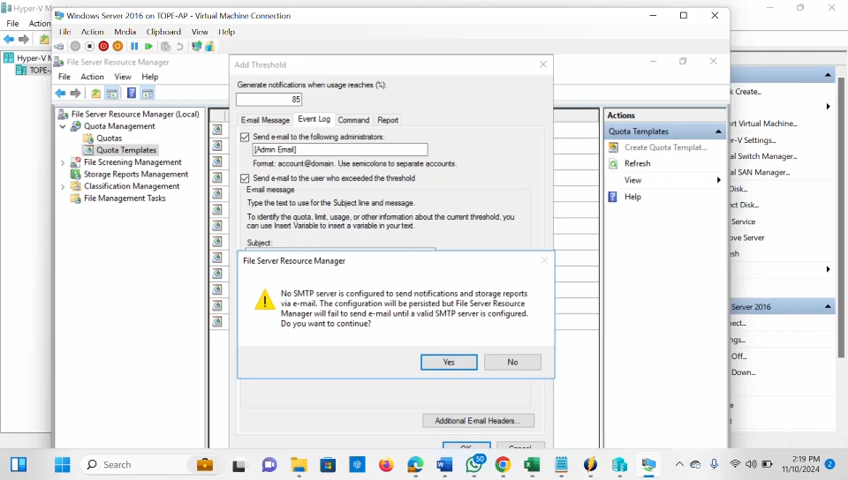 Hyper-V M
File Action
Windows Server 2016 on TOPE-AP - Virtual Machine Connection
File Action Media Clipboard View Help
Hyper-V M
TOPE-
File Server Resource Manager
File Action View Help
File Server Resource Manager (Local)
Quota Management
Quotas
Quota Templates
File Screening Management
Storage Reports Management
Classification Management
File Management Tasks
Add Threshold
Generate notifications when usage reaches (%):
85
E-mail Message Event Log Command Report
Send e-mail to the following administrators:
[Admin Email]
Format: account@domain. Use semicolons to separate accounts.
Send e-mail to the user who exceeded the threshold
E-mail message
Type the text to use for the Subject line and message.
To identify the quota, limit, usage, or other information about the current threshold, you
can use Insert Variable to insert a variable in your text.
Subject:
File Server Resource Manager
No SMTP server is configured to send notifications and storage reports
via e-mail. The configuration will be persisted but File Server Resource
Manager will fail to send e-mail until a valid SMTP server is configured.
Do you want to continue?
Yes No
Additional E-mail Headers...
OK Cancel
Actions
Quota Templates
Create Quota Templat...
Refresh
View
Help
ck Create...
ort Virtual Machine...
-V Settings...
al Switch Manager...
al SAN Manager...
Disk...
ct Disk...
Service
ove Server
sh
Server 2016
nect...
ngs...
Off...
Down...
Search
50
2:19 PM
11/10/2024
2